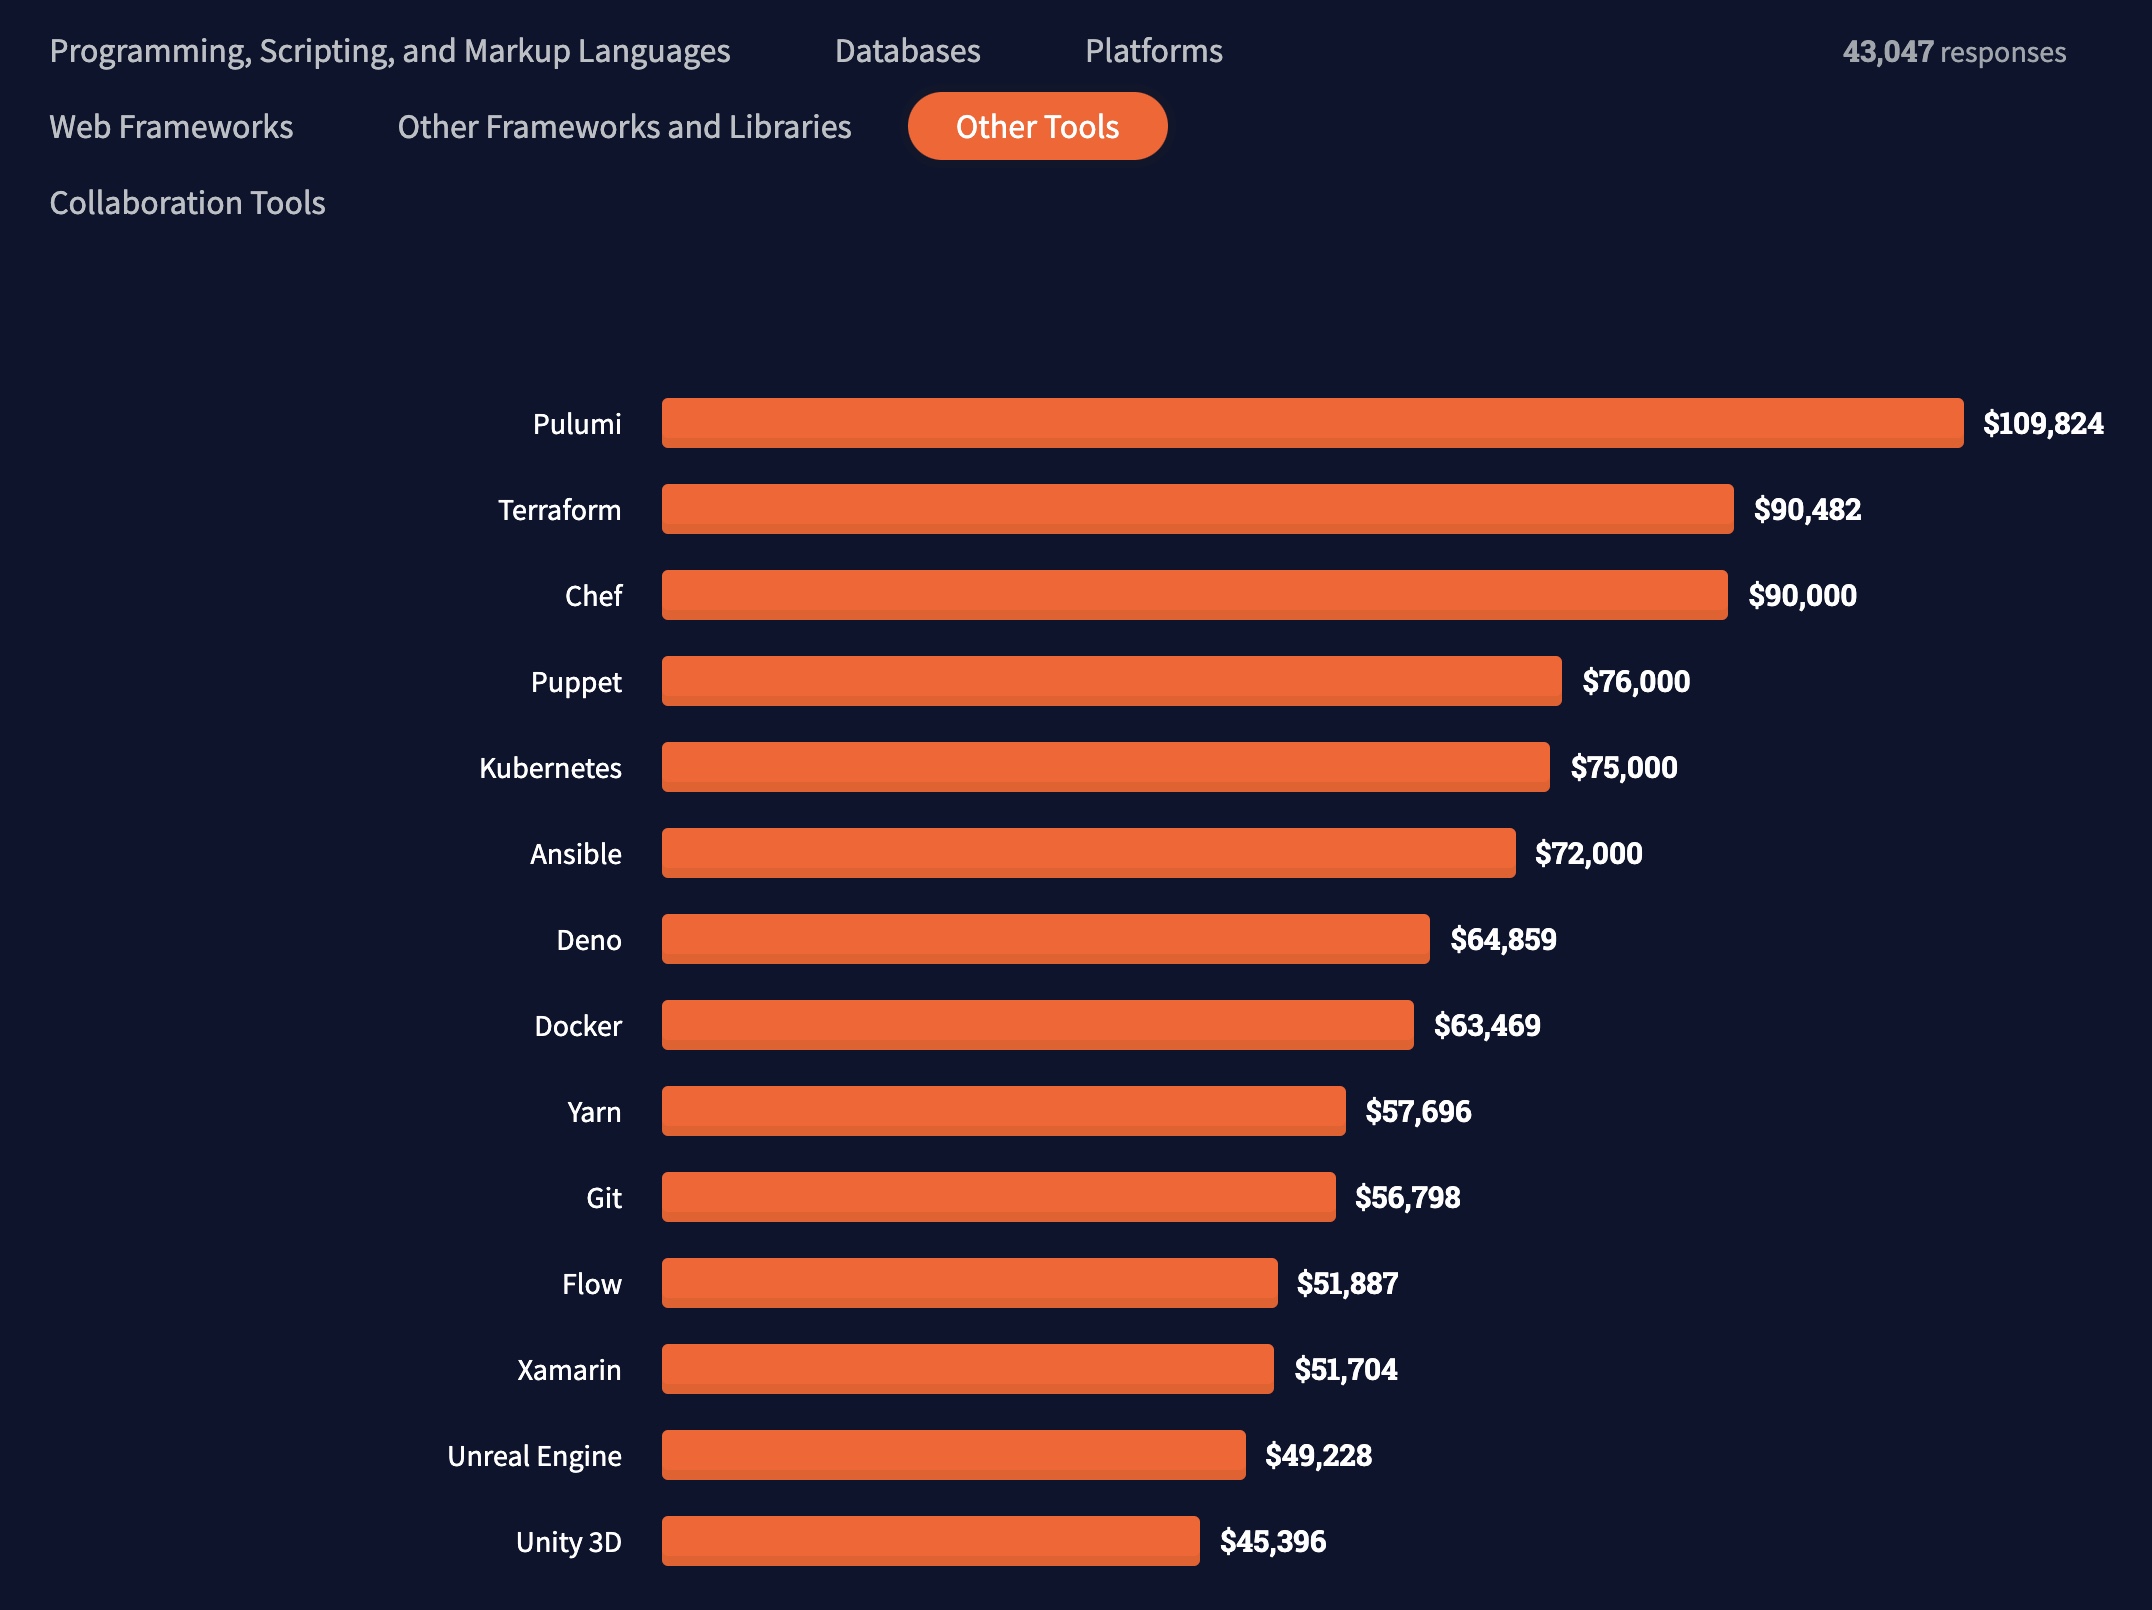 Programming, Scripting, and Markup Languages Databases Platforms 43,047 responses
Web Frameworks Other Frameworks and Libraries Other Tools
Collaboration Tools
Pulumi $109,824
Terraform $90,482
Chef $90,000
Puppet $76,000
Kubernetes $75,000
Ansible $72,000
Deno $64,859
Docker $63,469
Yarn $57,696
Git $56,798
Flow $51,887
Xamarin $51,704
Unreal Engine $49,228
Unity 3D $45,396